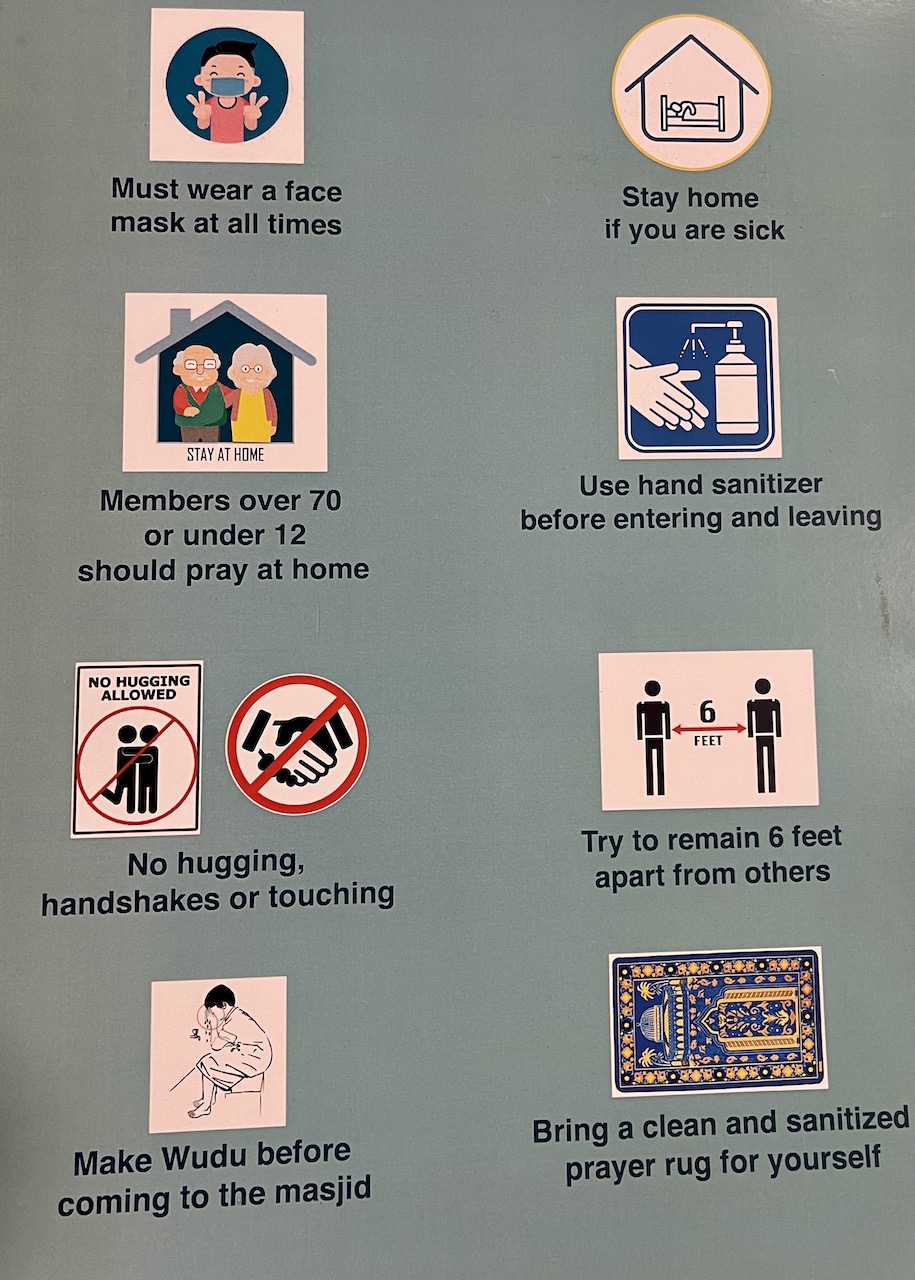 Must wear a face
mask at all times
Stay home
if you are sick
STAY AT HOME
Members over 70
or under 12
should pray at home
Use hand sanitizer
before entering and leaving
NO HUGGING
ALLOWED
No hugging,
handshakes or touching
6
FEET
Try to remain 6 feet
apart from others
Make Wudu before
coming to the masjid
Bring a clean and sanitized
prayer rug for yourself